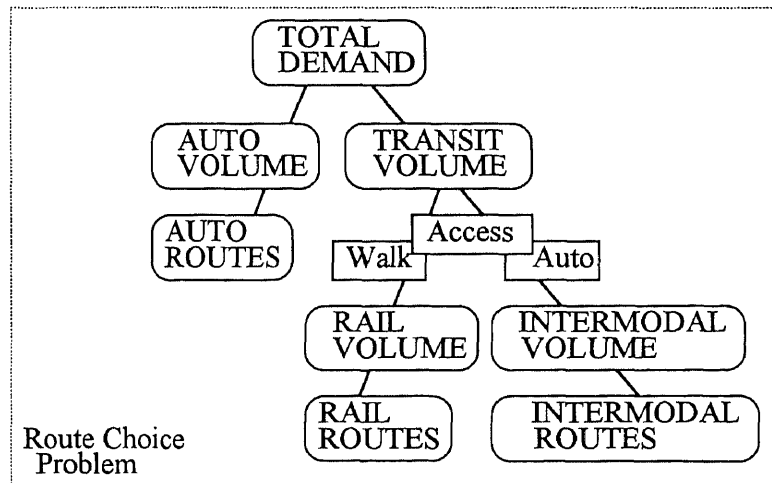 TOTAL
DEMAND
AUTO
VOLUME
TRANSIT
VOLUME
AUTO
ROUTES
Access
Walk
Auto
RAIL
VOLUME
INTERMODAL
VOLUME
RAIL
ROUTES
INTERMODAL
ROUTES
Route Choice
Problem